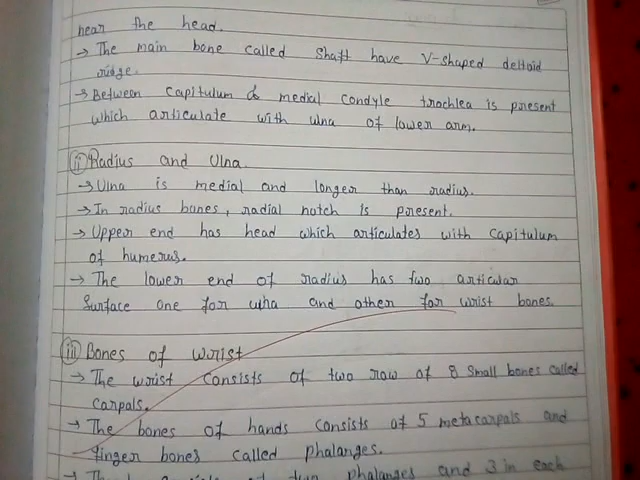 near the head.
→ The main bone called shaft have V-shaped deltoid
ridge.
→ Between capitulum & medial condyle trochlea is present
which articulate with ulna of lower arm.
(ii) Radius and Ulna.
→ Ulna is medial and longer than radius.
→ In radius bones, radial notch is present.
→ Upper end has head which articulates with capitulum
of humerus.
→ The lower end of radius has two articular
surface one for ulna and other for wrist bones.
(iii) Bones of wrist
→ The wrist consists of two row of 8 small bones called
carpals.
→ The bones of hands consists of 5 metacarpals and
finger bones called phalanges.
phalanges and 3 in each